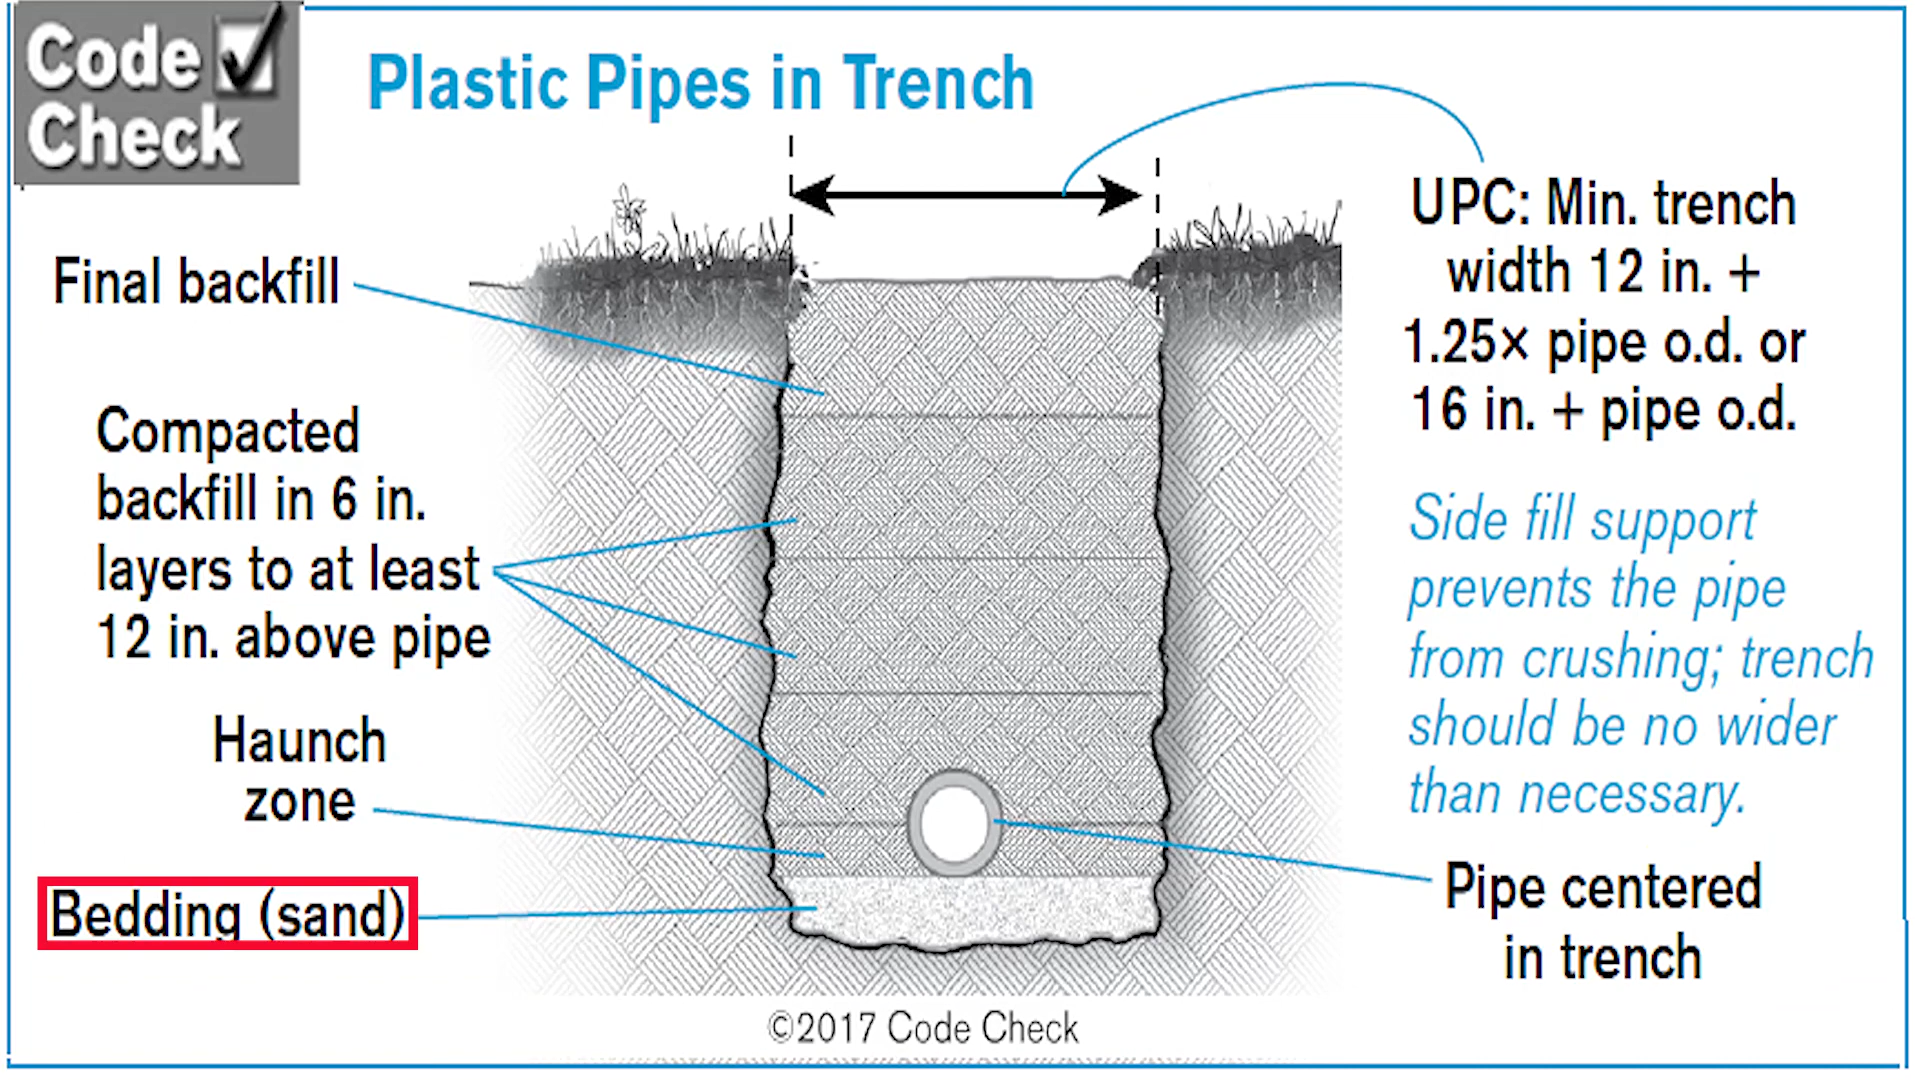 Code
Check
Plastic Pipes in Trench
UPC: Min. trench
width 12 in. +
1.25× pipe o.d. or
16 in. + pipe o.d.
Side fill support
prevents the pipe
from crushing; trench
should be no wider
than necessary.
Pipe centered
in trench
Final backfill
Compacted
backfill in 6 in.
layers to at least
12 in. above pipe
Haunch
zone
Bedding (sand)
©2017 Code Check